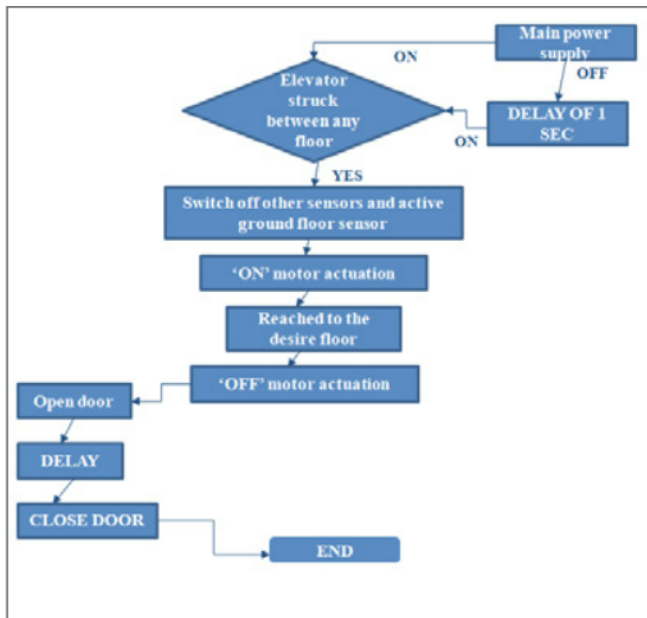 Main power
supply
ON
OFF
Elevator
struck
between any
floor
DELAY OF 1
SEC
ON
YES
Switch off other sensors and active
ground floor sensor
‘ON’ motor actuation
Reached to the
desire floor
‘OFF’ motor actuation
Open door
DELAY
CLOSE DOOR
END